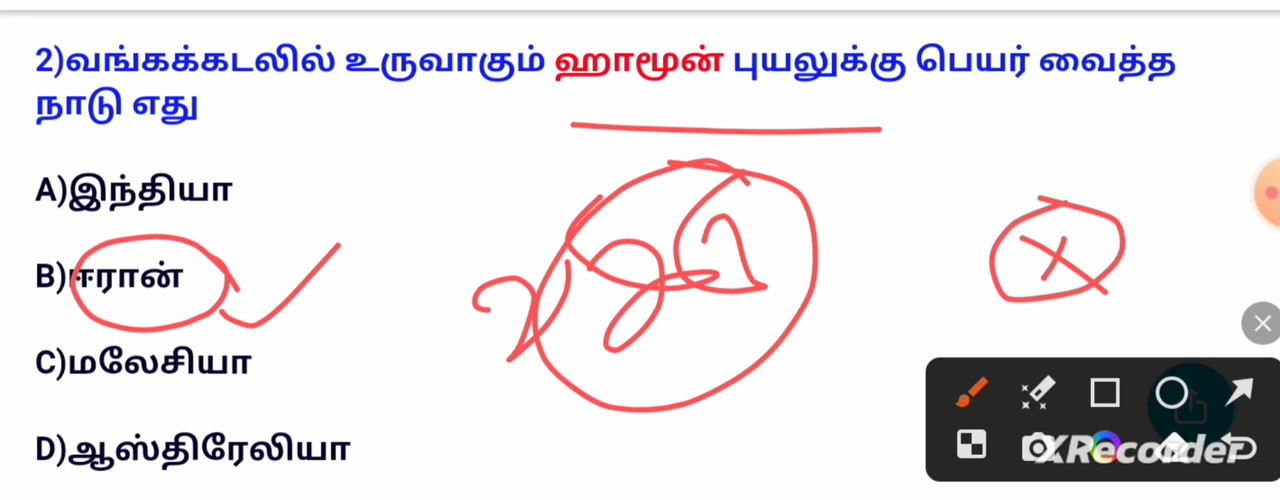 2)வங்கக்கடலில் உருவாகும் ஹாமூன் புயலுக்கு பெயர் வைத்த
நாடு எது
A)இந்தியா
B)ஈரான்
C)மலேசியா
D)ஆஸ்திரேலியா
XRecorder